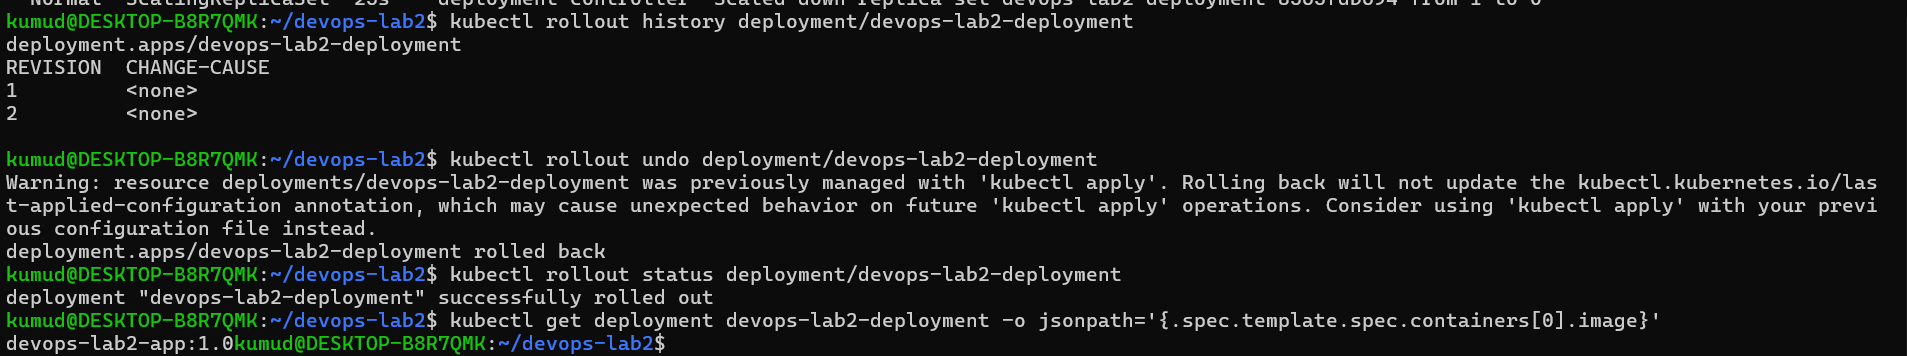 kumud@DESKTOP-B8R7QMK:~/devops-lab2$ kubectl rollout history deployment/devops-lab2-deployment
deployment.apps/devops-lab2-deployment
REVISION  CHANGE-CAUSE
1         <none>
2         <none>
kumud@DESKTOP-B8R7QMK:~/devops-lab2$ kubectl rollout undo deployment/devops-lab2-deployment
Warning: resource deployments/devops-lab2-deployment was previously managed with 'kubectl apply'. Rolling back will not update the kubectl.kubernetes.io/las
t-applied-configuration annotation, which may cause unexpected behavior on future 'kubectl apply' operations. Consider using 'kubectl apply' with your previ
ous configuration file instead.
deployment.apps/devops-lab2-deployment rolled back
kumud@DESKTOP-B8R7QMK:~/devops-lab2$ kubectl rollout status deployment/devops-lab2-deployment
deployment "devops-lab2-deployment" successfully rolled out
kumud@DESKTOP-B8R7QMK:~/devops-lab2$ kubectl get deployment devops-lab2-deployment -o jsonpath='{.spec.template.spec.containers[0].image}'
devops-lab2-app:1.0kumud@DESKTOP-B8R7QMK:~/devops-lab2$